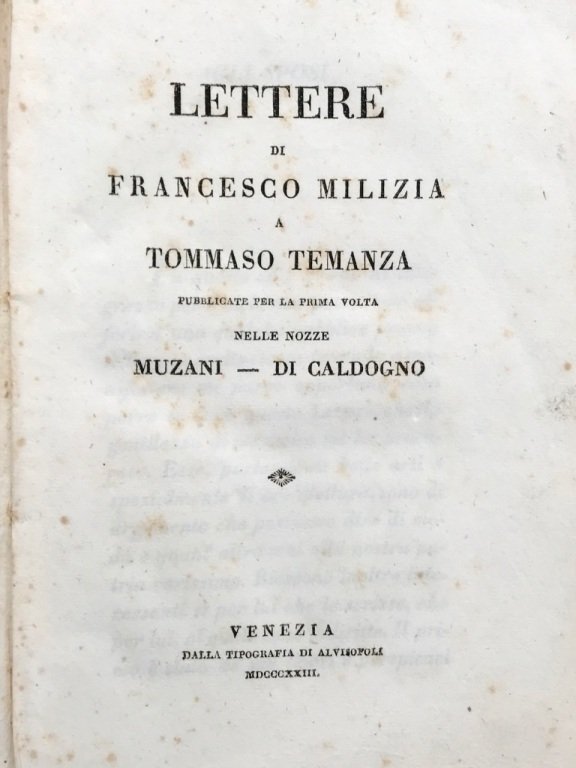 LETTERE
DI
FRANCESCO MILIZIA
A
TOMMASO TEMANZA
PUBBLICATE PER LA PRIMA VOLTA
NELLE NOZZE
MUZANI — DI CALDOGNO
VENEZIA
DALLA TIPOGRAFIA DI ALVISOPOLI
MDCCCXXIII.